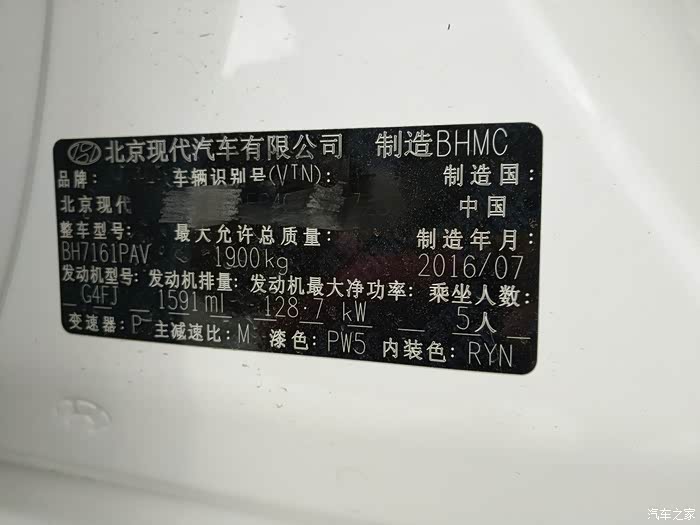 北京现代汽车有限公司 制造BHMC
品牌: 车辆识别号(VIN): 制造国:
北京现代 中国
整车型号: 最大允许总质量: 制造年月:
BH7161PAV 1900kg 2016/07
发动机型号: 发动机排量: 发动机最大净功率: 乘坐人数:
G4FJ 1591ml 128.7 kW 5人
变速器: P 主减速比: M 漆色: PW5 内装色: RYN
汽车之家